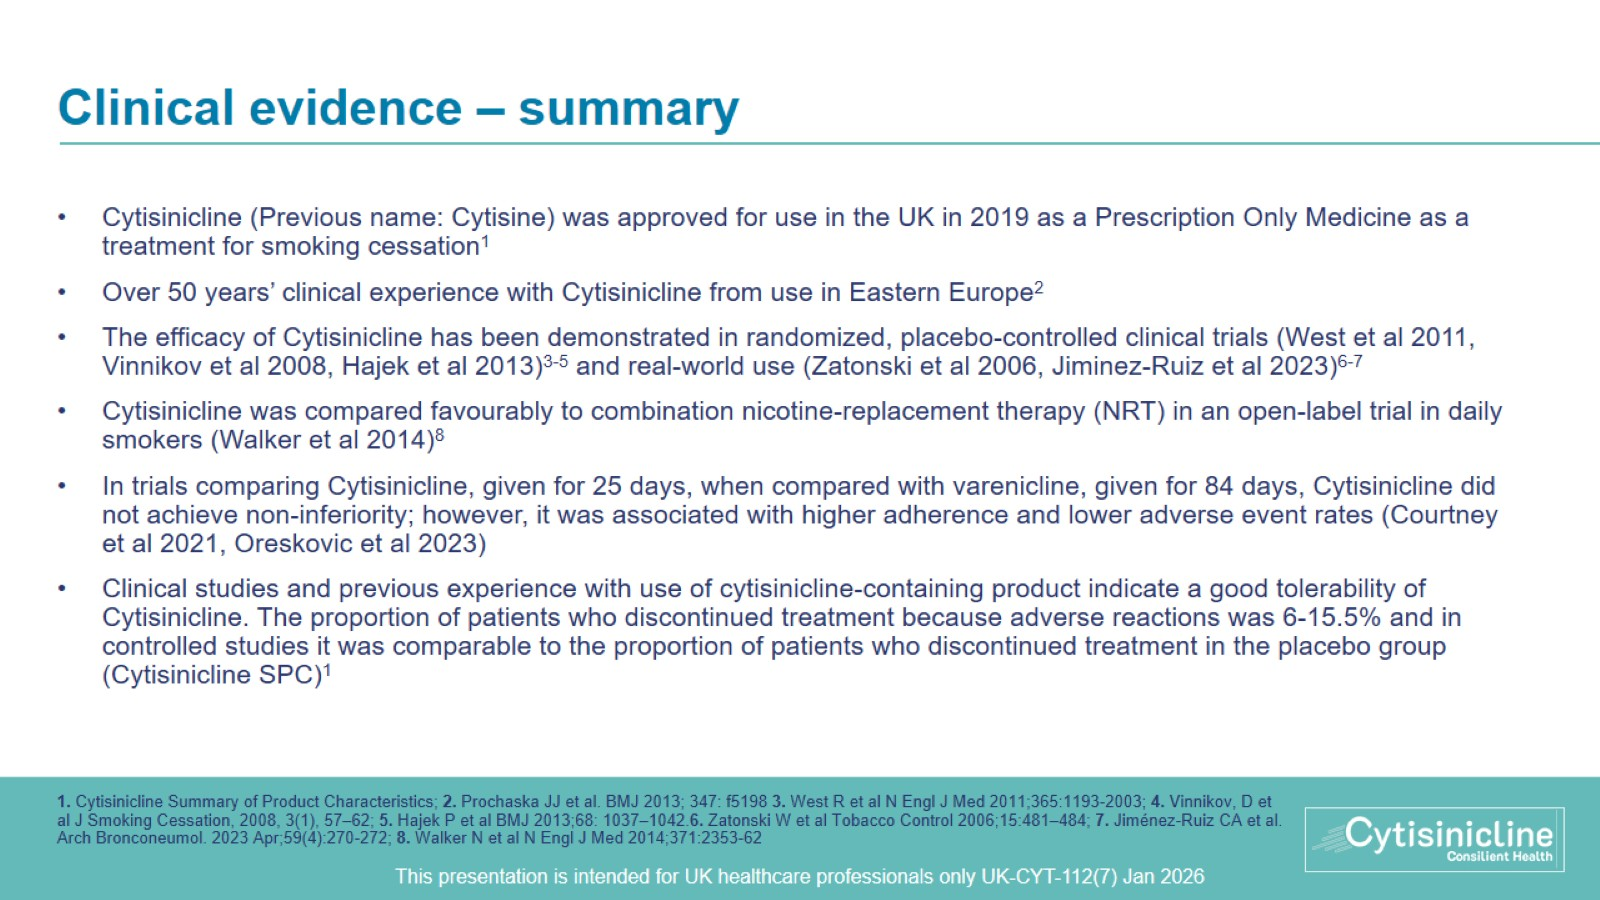 Clinical evidence – summary
• Cytisinicline (Previous name: Cytisine) was approved for use in the UK in 2019 as a Prescription Only Medicine as a
treatment for smoking cessation1
• Over 50 years’ clinical experience with Cytisinicline from use in Eastern Europe2
• The efficacy of Cytisinicline has been demonstrated in randomized, placebo-controlled clinical trials (West et al 2011,
Vinnikov et al 2008, Hajek et al 2013)3-5 and real-world use (Zatonski et al 2006, Jiminez-Ruiz et al 2023)6-7
• Cytisinicline was compared favourably to combination nicotine-replacement therapy (NRT) in an open-label trial in daily
smokers (Walker et al 2014)8
• In trials comparing Cytisinicline, given for 25 days, when compared with varenicline, given for 84 days, Cytisinicline did
not achieve non-inferiority; however, it was associated with higher adherence and lower adverse event rates (Courtney
et al 2021, Oreskovic et al 2023)
• Clinical studies and previous experience with use of cytisinicline-containing product indicate a good tolerability of
Cytisinicline. The proportion of patients who discontinued treatment because adverse reactions was 6-15.5% and in
controlled studies it was comparable to the proportion of patients who discontinued treatment in the placebo group
(Cytisinicline SPC)1
1. Cytisinicline Summary of Product Characteristics; 2. Prochaska JJ et al. BMJ 2013; 347: f5198 3. West R et al N Engl J Med 2011;365:1193-2003; 4. Vinnikov, D et
al J Smoking Cessation, 2008, 3(1), 57–62; 5. Hajek P et al BMJ 2013;68: 1037–1042.6. Zatonski W et al Tobacco Control 2006;15:481–484; 7. Jiménez-Ruiz CA et al.
Arch Bronconeumol. 2023 Apr;59(4):270-272; 8. Walker N et al N Engl J Med 2014;371:2353-62
Cytisinicline
Consilient Health
This presentation is intended for UK healthcare professionals only UK-CYT-112(7) Jan 2026